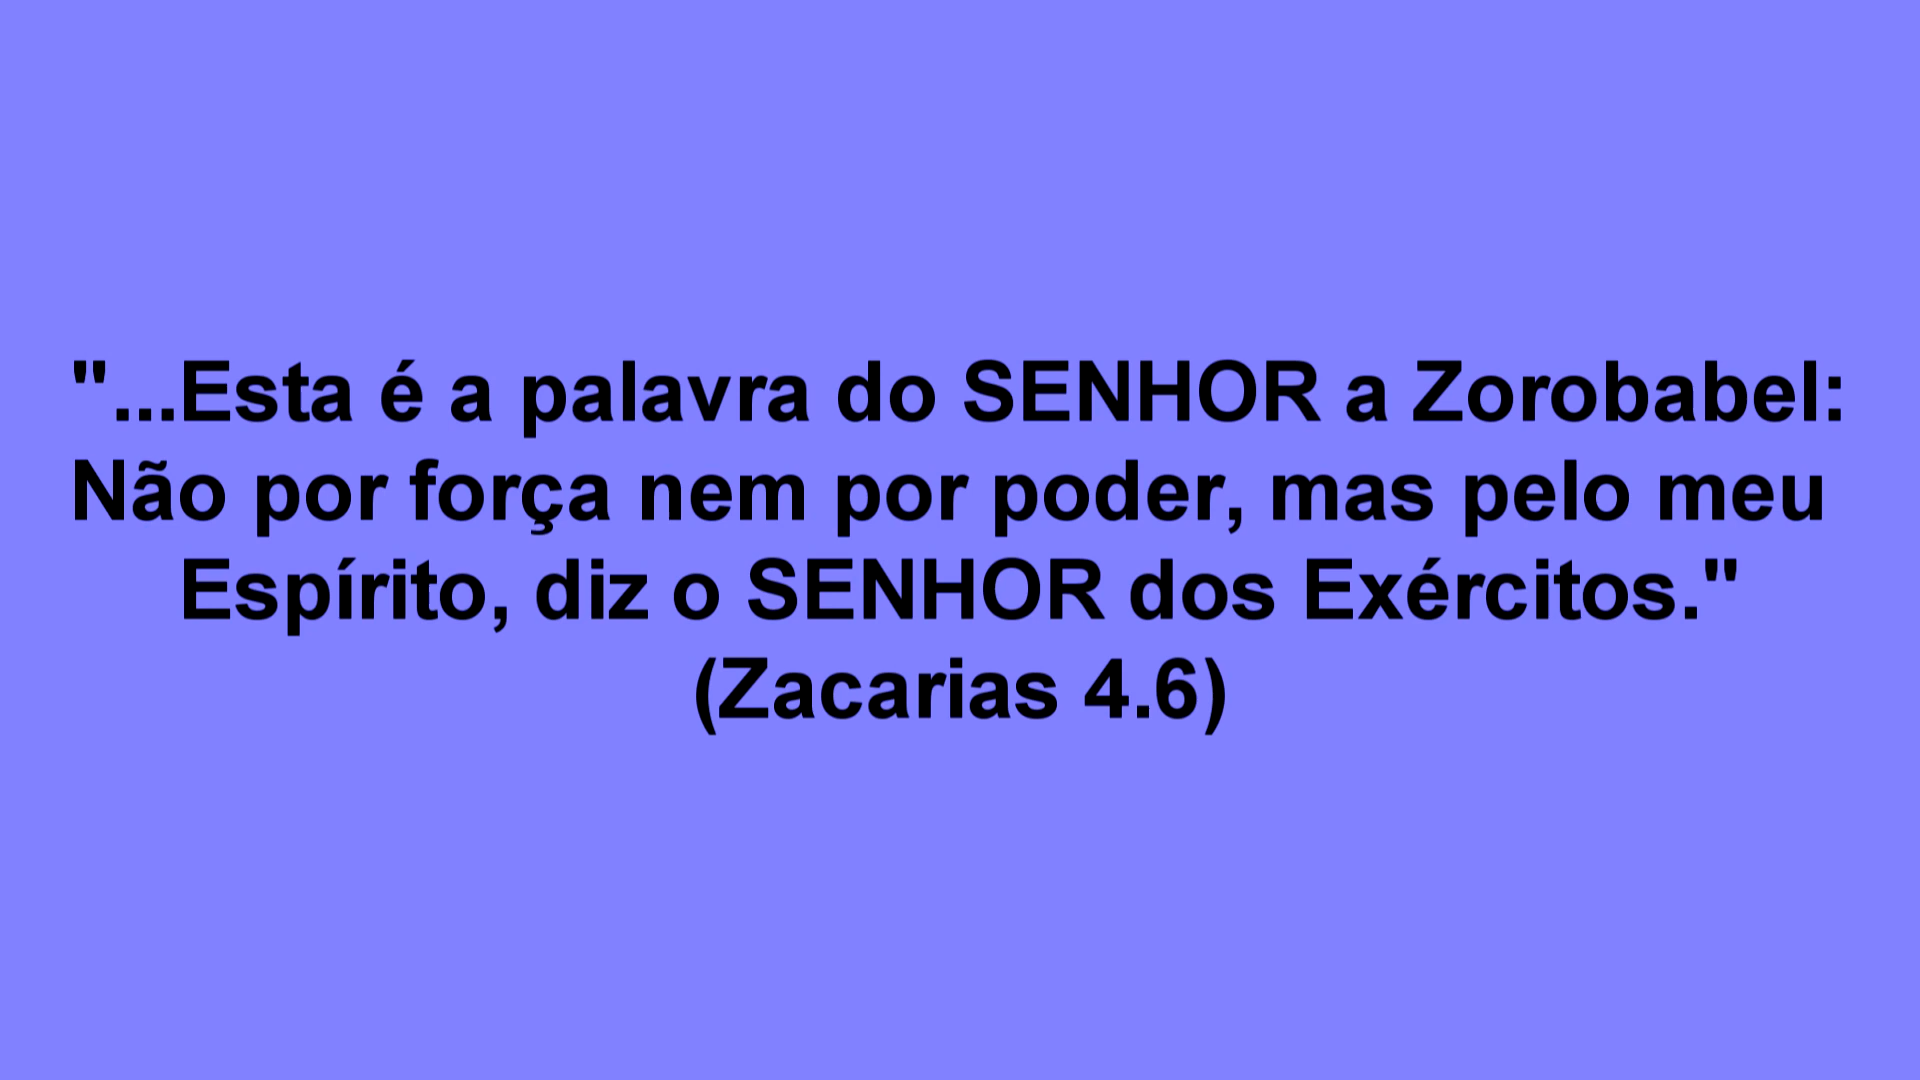 "...Esta é a palavra do SENHOR a Zorobabel:
Não por força nem por poder, mas pelo meu
Espírito, diz o SENHOR dos Exércitos."
(Zacarias 4.6)